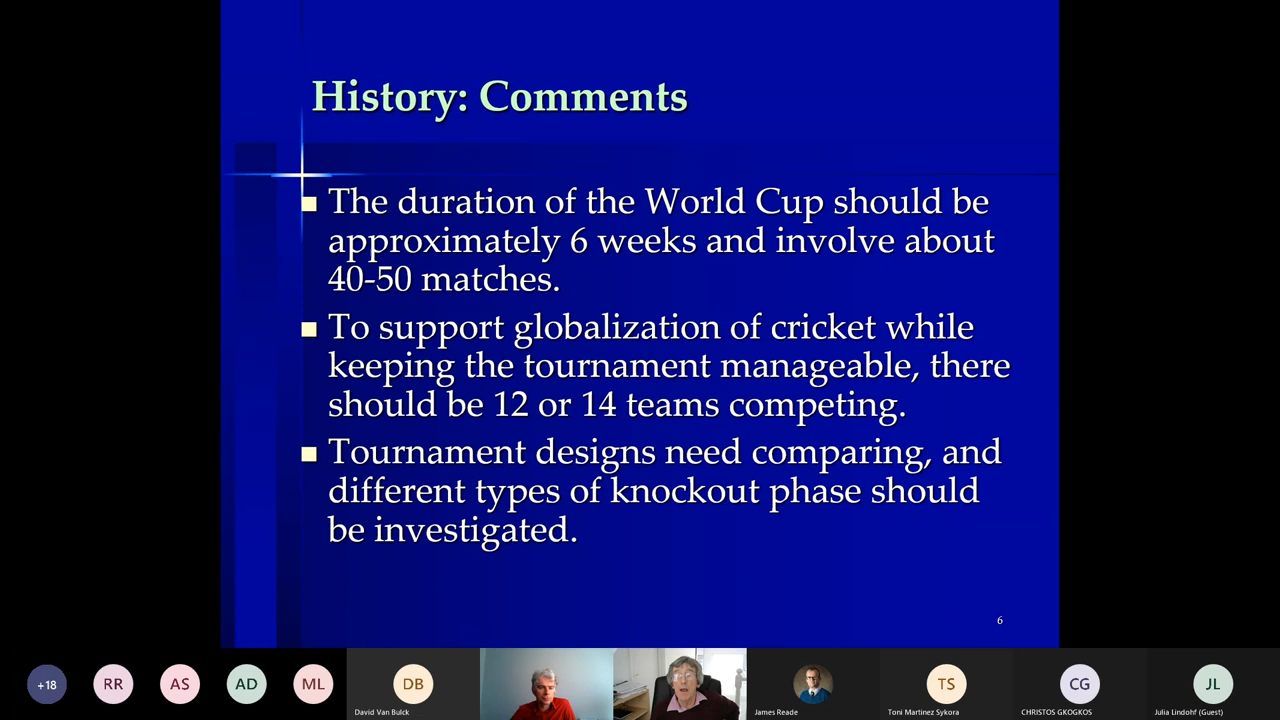 History: Comments
The duration of the World Cup should be
approximately 6 weeks and involve about
40-50 matches.
To support globalization of cricket while
keeping the tournament manageable, there
should be 12 or 14 teams competing.
Tournament designs need comparing, and
different types of knockout phase should
be investigated.
6
+18
RR
AS
AD
ML
DB
TS
CG
JL
David Van Bulck
James Reade
Toni Martinez Sykora
CHRISTOS GKOGKOS
Julia Lindohf (Guest)